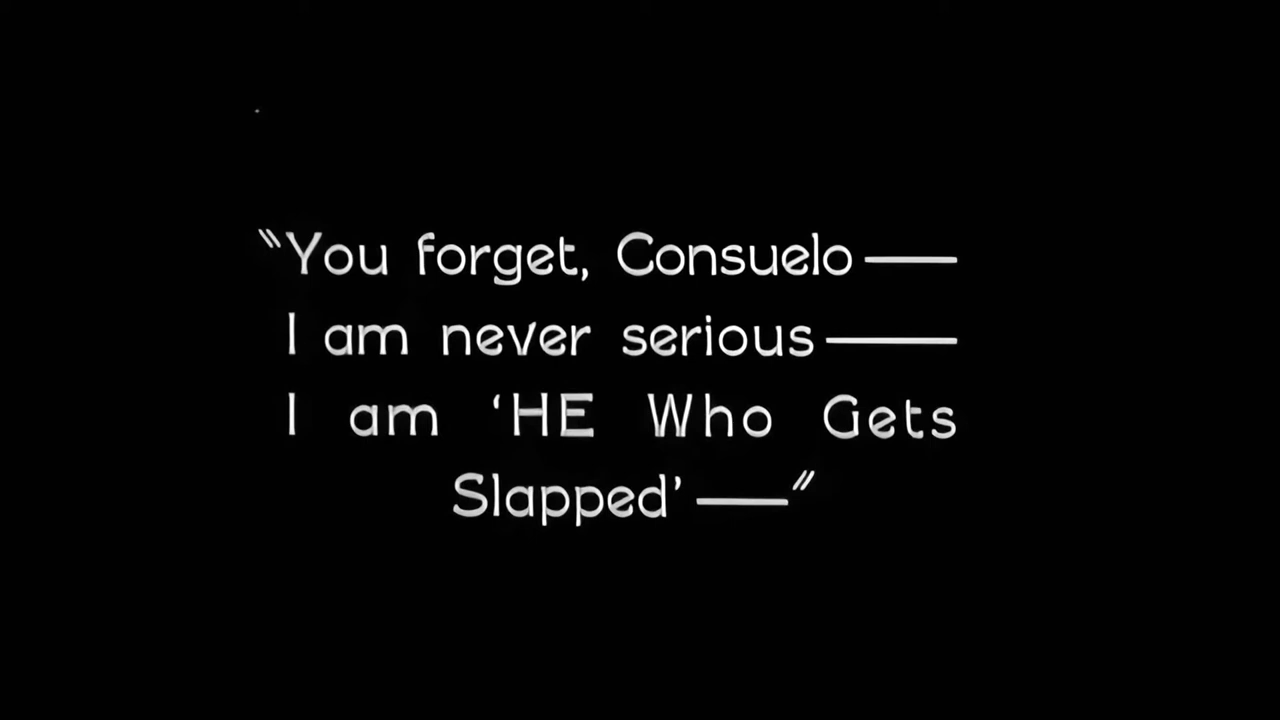 "You forget, Consuelo——
I am never serious——
I am 'HE Who Gets
Slapped'——"